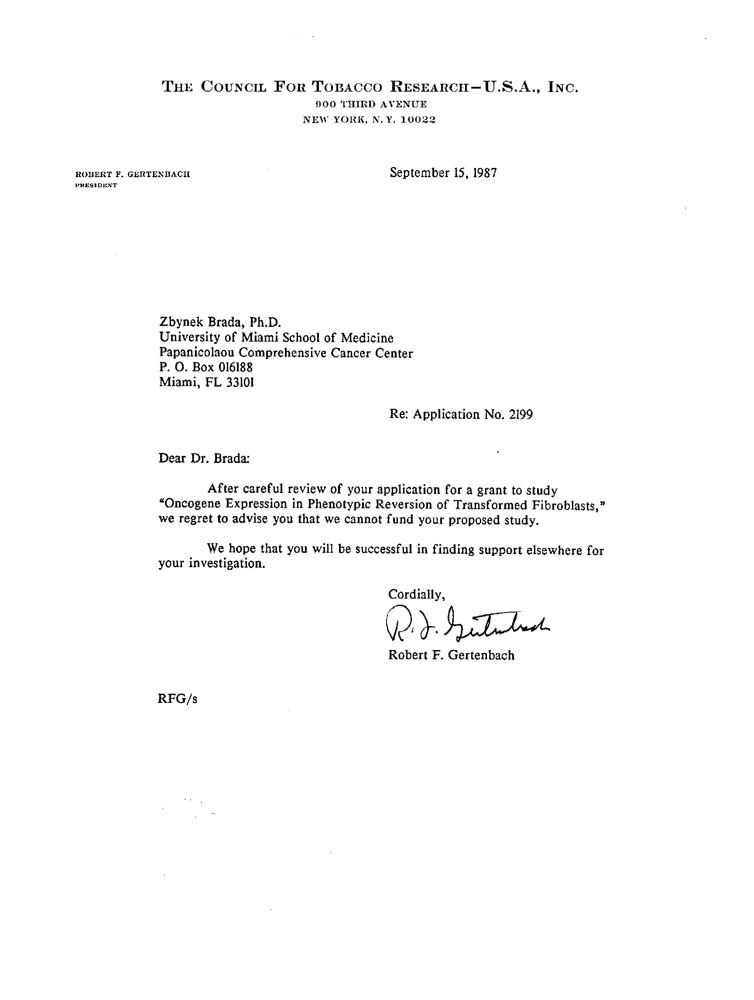 THE COUNCIL FOR TOBACCO RESEARCH–U.S.A., INC.
900 THIRD AVENUE
NEW YORK, N. Y. 10022
ROBERT F. GERTENBACH
PRESIDENT
September 15, 1987
Zbynek Brada, Ph.D.
University of Miami School of Medicine
Papanicolaou Comprehensive Cancer Center
P. O. Box 016188
Miami, FL 33101
Re: Application No. 2199
Dear Dr. Brada:
After careful review of your application for a grant to study
“Oncogene Expression in Phenotypic Reversion of Transformed Fibroblasts,”
we regret to advise you that we cannot fund your proposed study.
We hope that you will be successful in finding support elsewhere for
your investigation.
Cordially,
R. F. Gertenbach
Robert F. Gertenbach
RFG/s